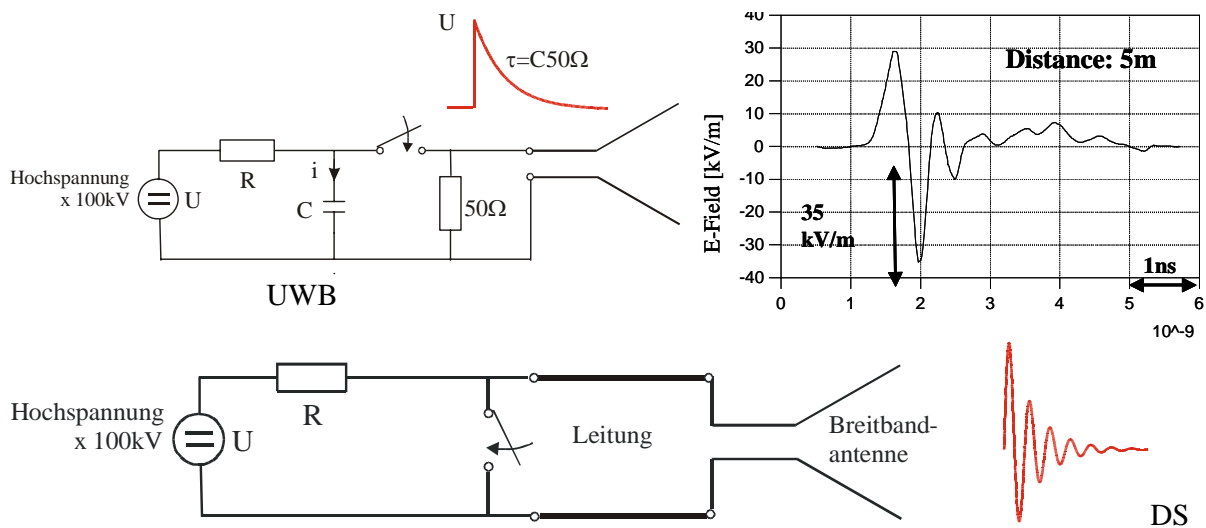 U
τ=C50Ω
Hochspannung
x 100kV
U
R
i
C
50Ω
UWB
E-Field [kV/m]
40
30
20
10
0
-10
-20
-30
-40
Distance: 5m
35
kV/m
1ns
0
1
2
3
4
5
6
10^-9
Hochspannung
x 100kV
U
R
Leitung
Breitband-
antenne
DS